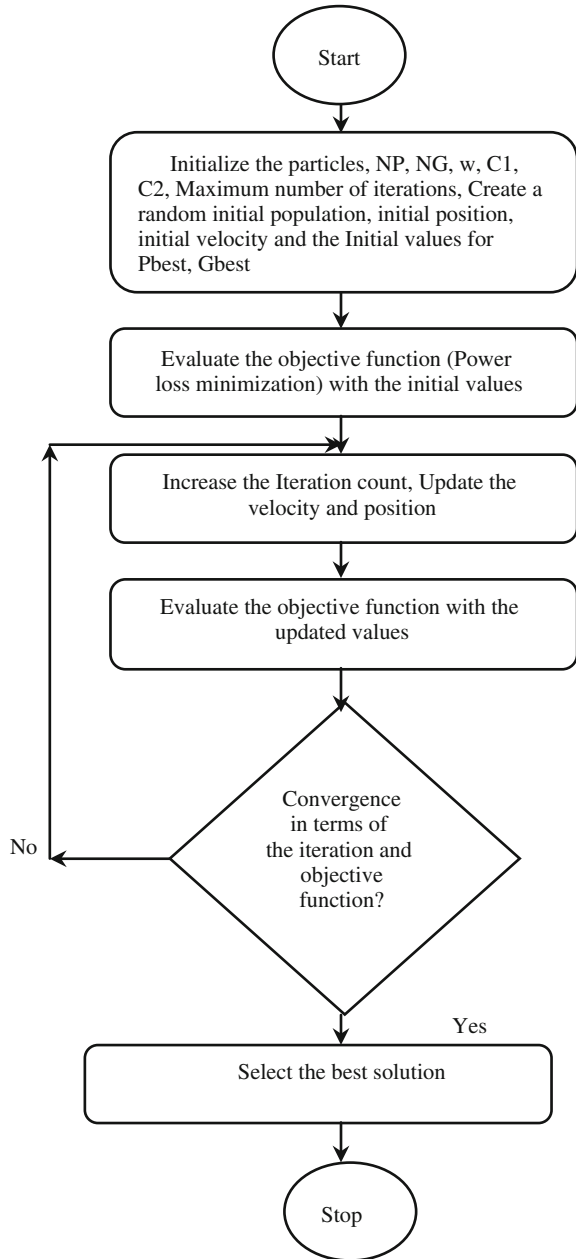 Start
Initialize the particles, NP, NG, w, C1,
C2, Maximum number of iterations, Create a
random initial population, initial position,
initial velocity and the Initial values for
Pbest, Gbest
Evaluate the objective function (Power
loss minimization) with the initial values
Increase the Iteration count, Update the
velocity and position
Evaluate the objective function with the
updated values
Convergence
in terms of
the iteration and
objective
function?
No
Yes
Select the best solution
Stop